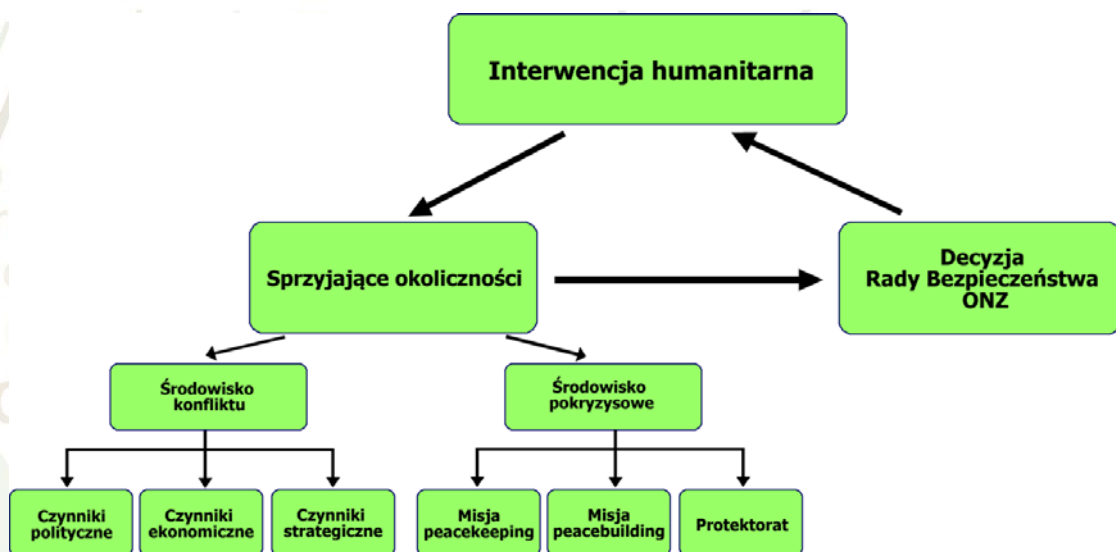 Interwencja humanitarna
Sprzyjające okoliczności
Decyzja
Rady Bezpieczeństwa
ONZ
Środowisko
konfliktu
Środowisko
pokryzysowe
Czynniki
polityczne
Czynniki
ekonomiczne
Czynniki
strategiczne
Misja
peacekeeping
Misja
peacebuilding
Protektorat